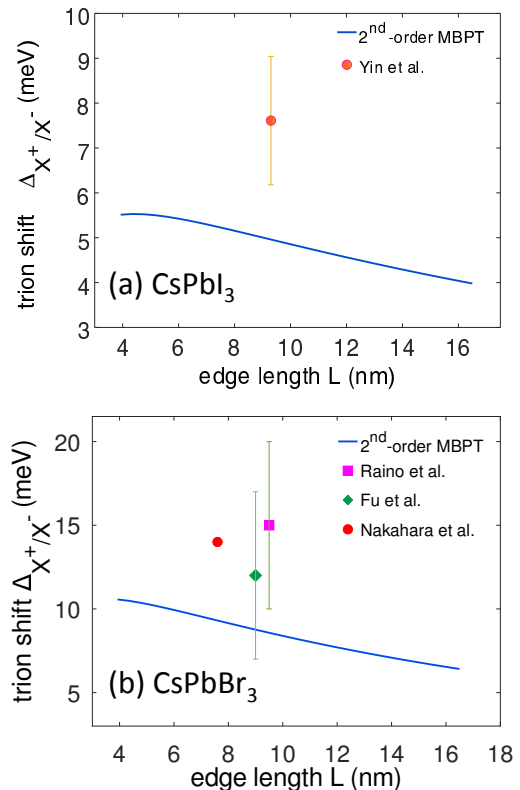 10
9
8
7
6
5
4
3
trion shift Δ_{X⁺/X⁻} (meV)
2nd-order MBPT
Yin et al.
(a) CsPbI₃
4 6 8 10 12 14 16
edge length L (nm)
20
15
10
5
trion shift Δ_{X⁺/X⁻} (meV)
2nd-order MBPT
Raino et al.
Fu et al.
Nakahara et al.
(b) CsPbBr₃
4 6 8 10 12 14 16
edge length L (nm)